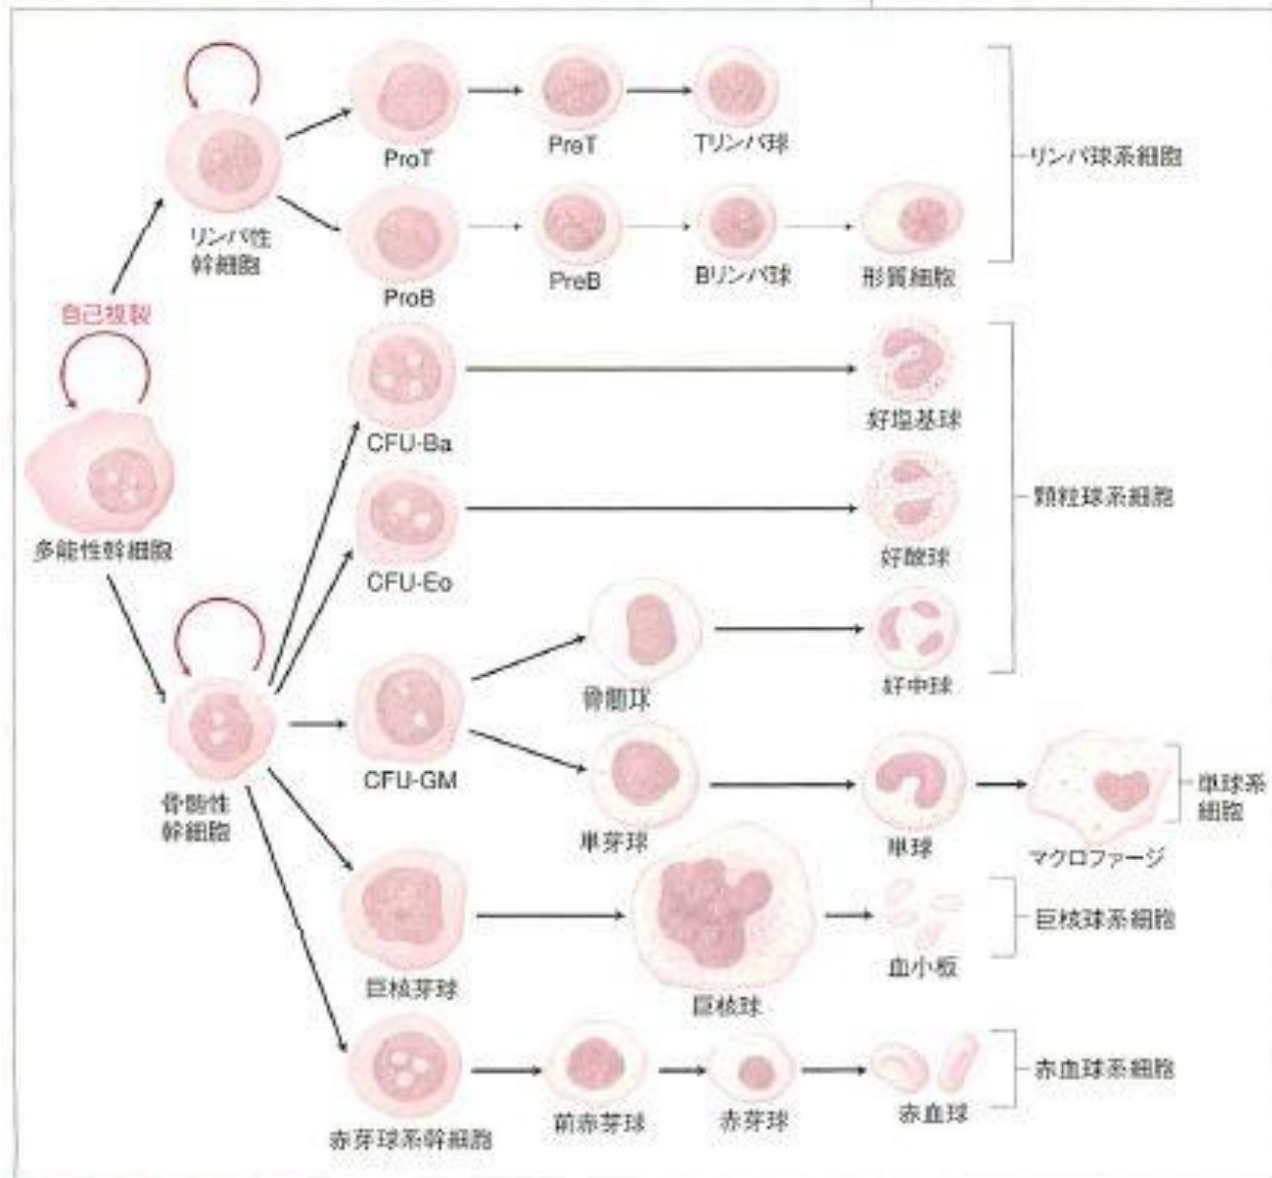 ProT
PreT
Tリンパ球
リンパ球系細胞
リンパ性
幹細胞
ProB
PreB
Bリンパ球
形質細胞
自己複製
多能性幹細胞
CFU-Ba
好塩基球
CFU-Eo
好酸球
顆粒球系細胞
骨髄性
幹細胞
CFU-GM
骨髄球
好中球
単芽球
単球
マクロファージ
単球系
細胞
巨核芽球
巨核球
血小板
巨核球系細胞
赤芽球系幹細胞
前赤芽球
赤芽球
赤血球
赤血球系細胞